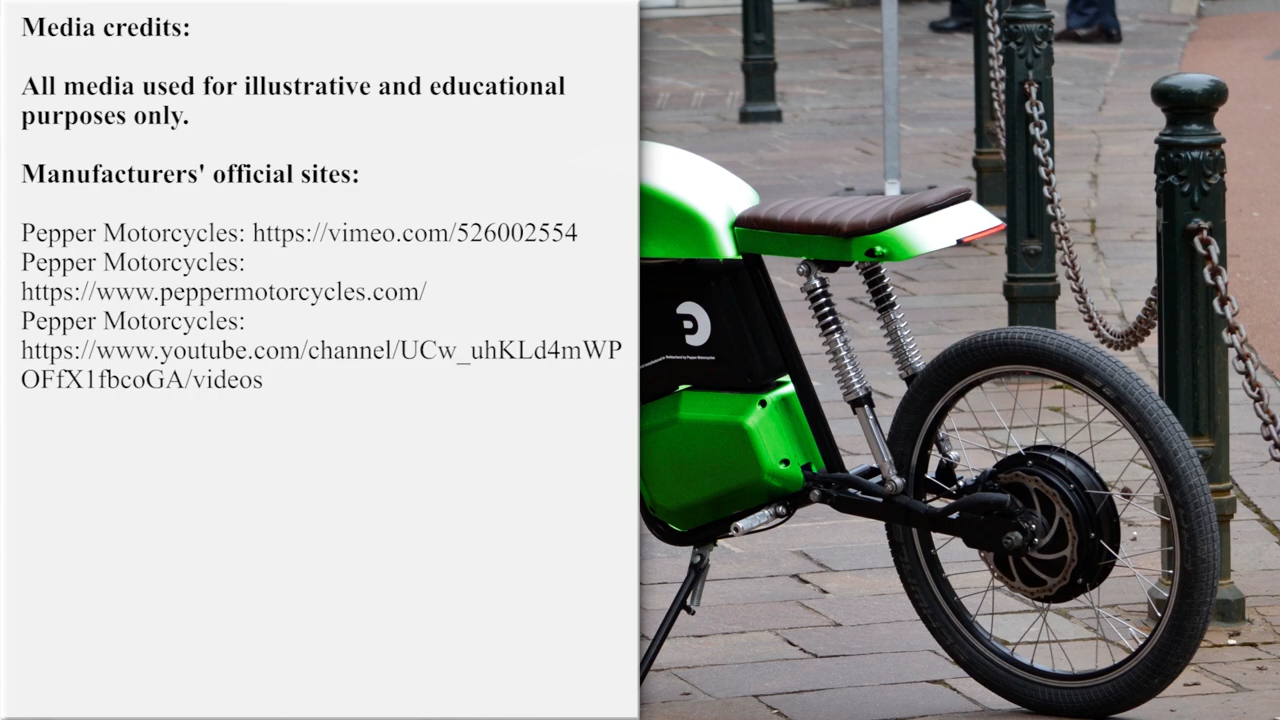 Media credits:
All media used for illustrative and educational
purposes only.
Manufacturers' official sites:
Pepper Motorcycles: https://vimeo.com/526002554
Pepper Motorcycles:
https://www.peppermotorcycles.com/
Pepper Motorcycles:
https://www.youtube.com/channel/UCw_uhKLd4mWP
OFfX1fbcoGA/videos